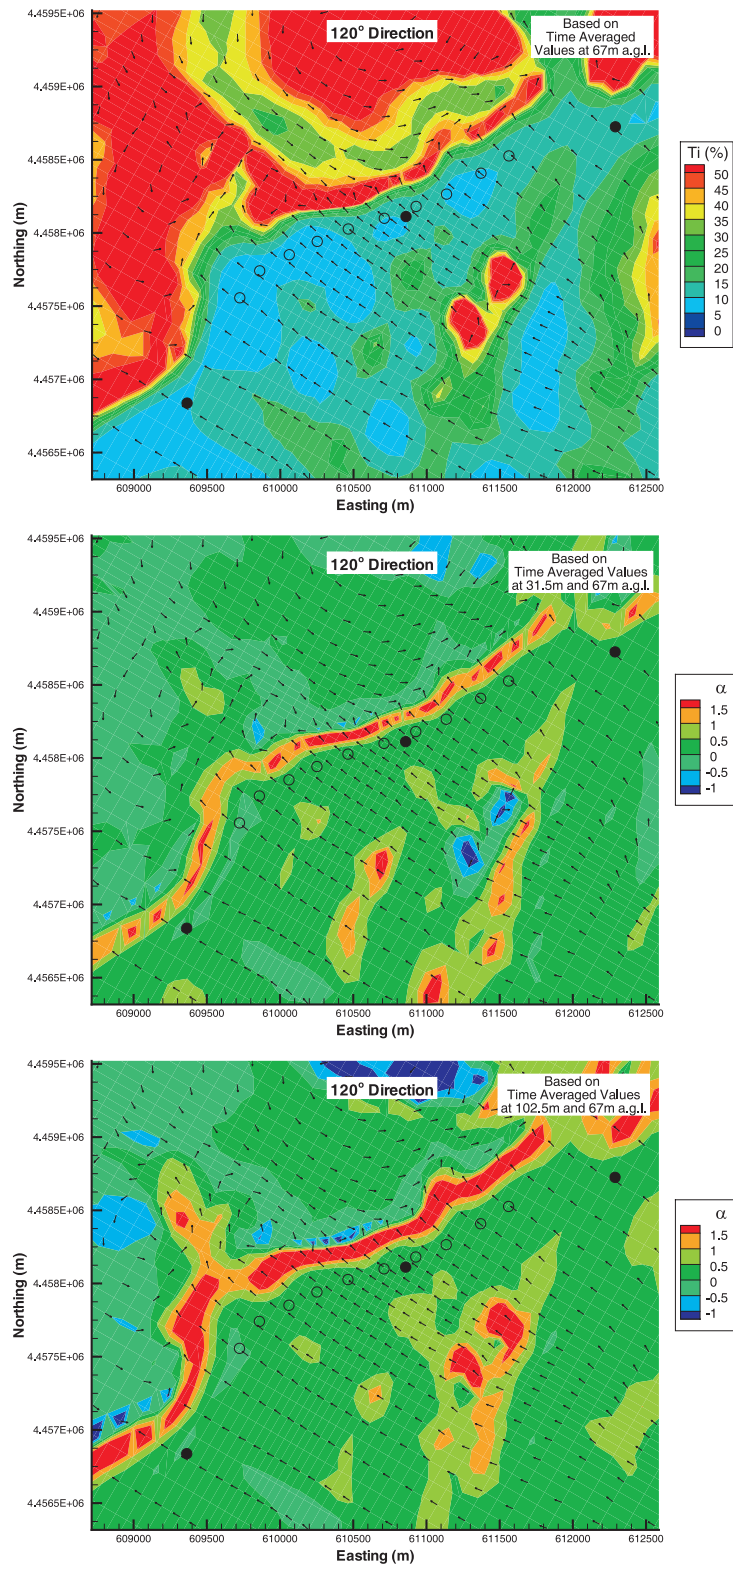 4.4595E+06
120° Direction
Based on
Time Averaged
Values at 67m a.g.l.
4.459E+06
4.4585E+06
4.458E+06
4.4575E+06
4.457E+06
4.4565E+06
Northing (m)
609000 609500 610000 610500 611000 611500 612000 612500
Easting (m)
Ti (%)
50
45
40
35
30
25
20
15
10
5
0
4.4595E+06
120° Direction
Based on
Time Averaged Values
at 31.5m and 67m a.g.l.
4.459E+06
4.4585E+06
4.458E+06
4.4575E+06
4.457E+06
4.4565E+06
Northing (m)
609000 609500 610000 610500 611000 611500 612000 612500
Easting (m)
α
1.5
1
0.5
0
-0.5
-1
4.4595E+06
120° Direction
Based on
Time Averaged Values
at 102.5m and 67m a.g.l.
4.459E+06
4.4585E+06
4.458E+06
4.4575E+06
4.457E+06
4.4565E+06
Northing (m)
609000 609500 610000 610500 611000 611500 612000 612500
Easting (m)
α
1.5
1
0.5
0
-0.5
-1